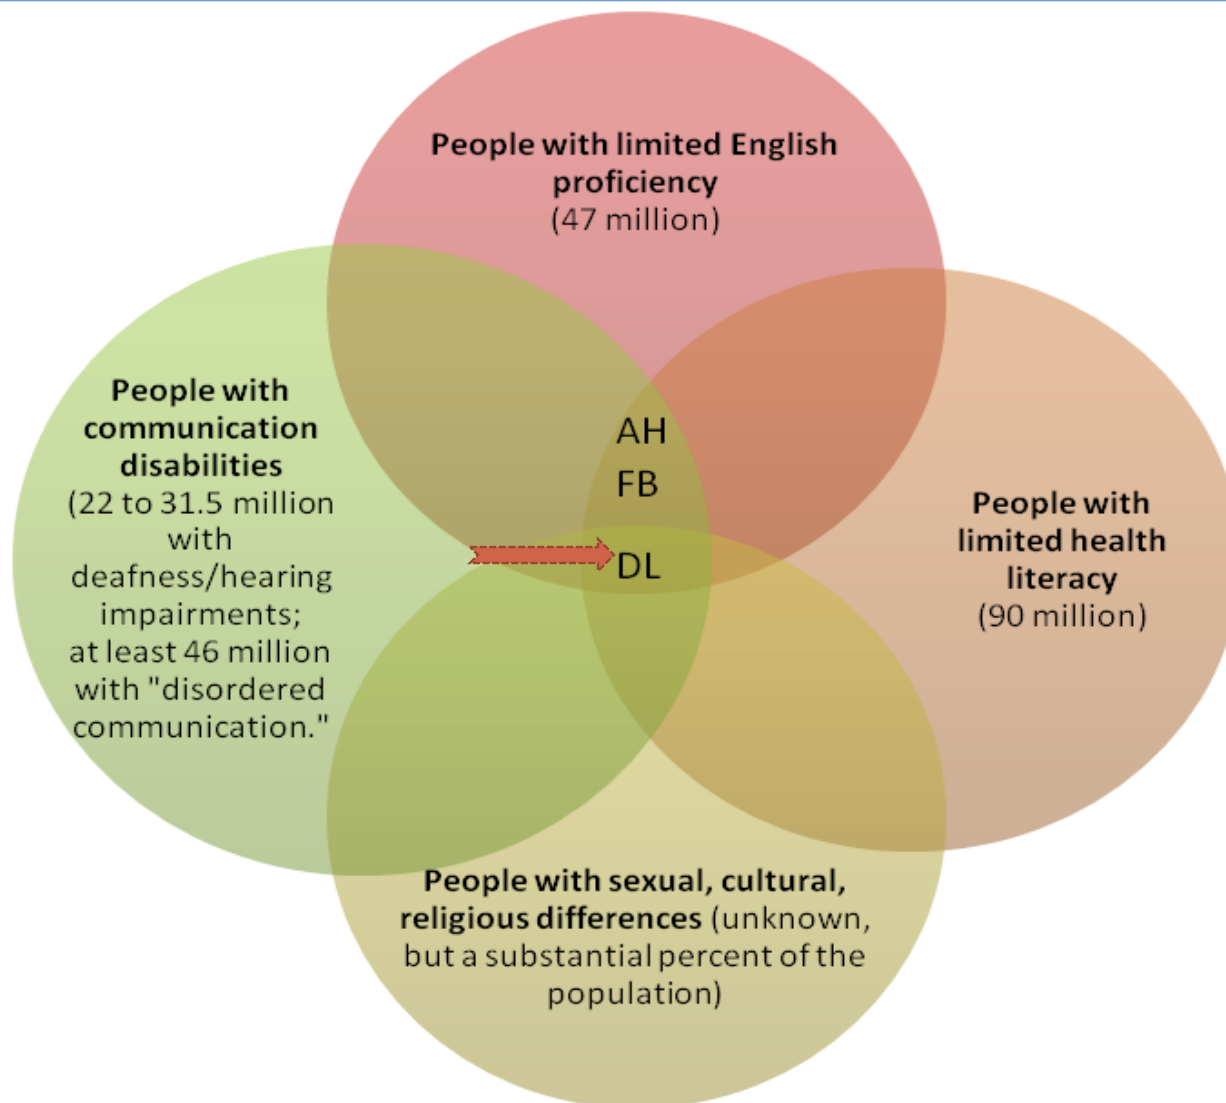 People with limited English
proficiency
(47 million)
People with
communication
disabilities
(22 to 31.5 million
with
deafness/hearing
impairments;
at least 46 million
with "disordered
communication."
AH
FB
DL
People with
limited health
literacy
(90 million)
People with sexual, cultural,
religious differences (unknown,
but a substantial percent of the
population)